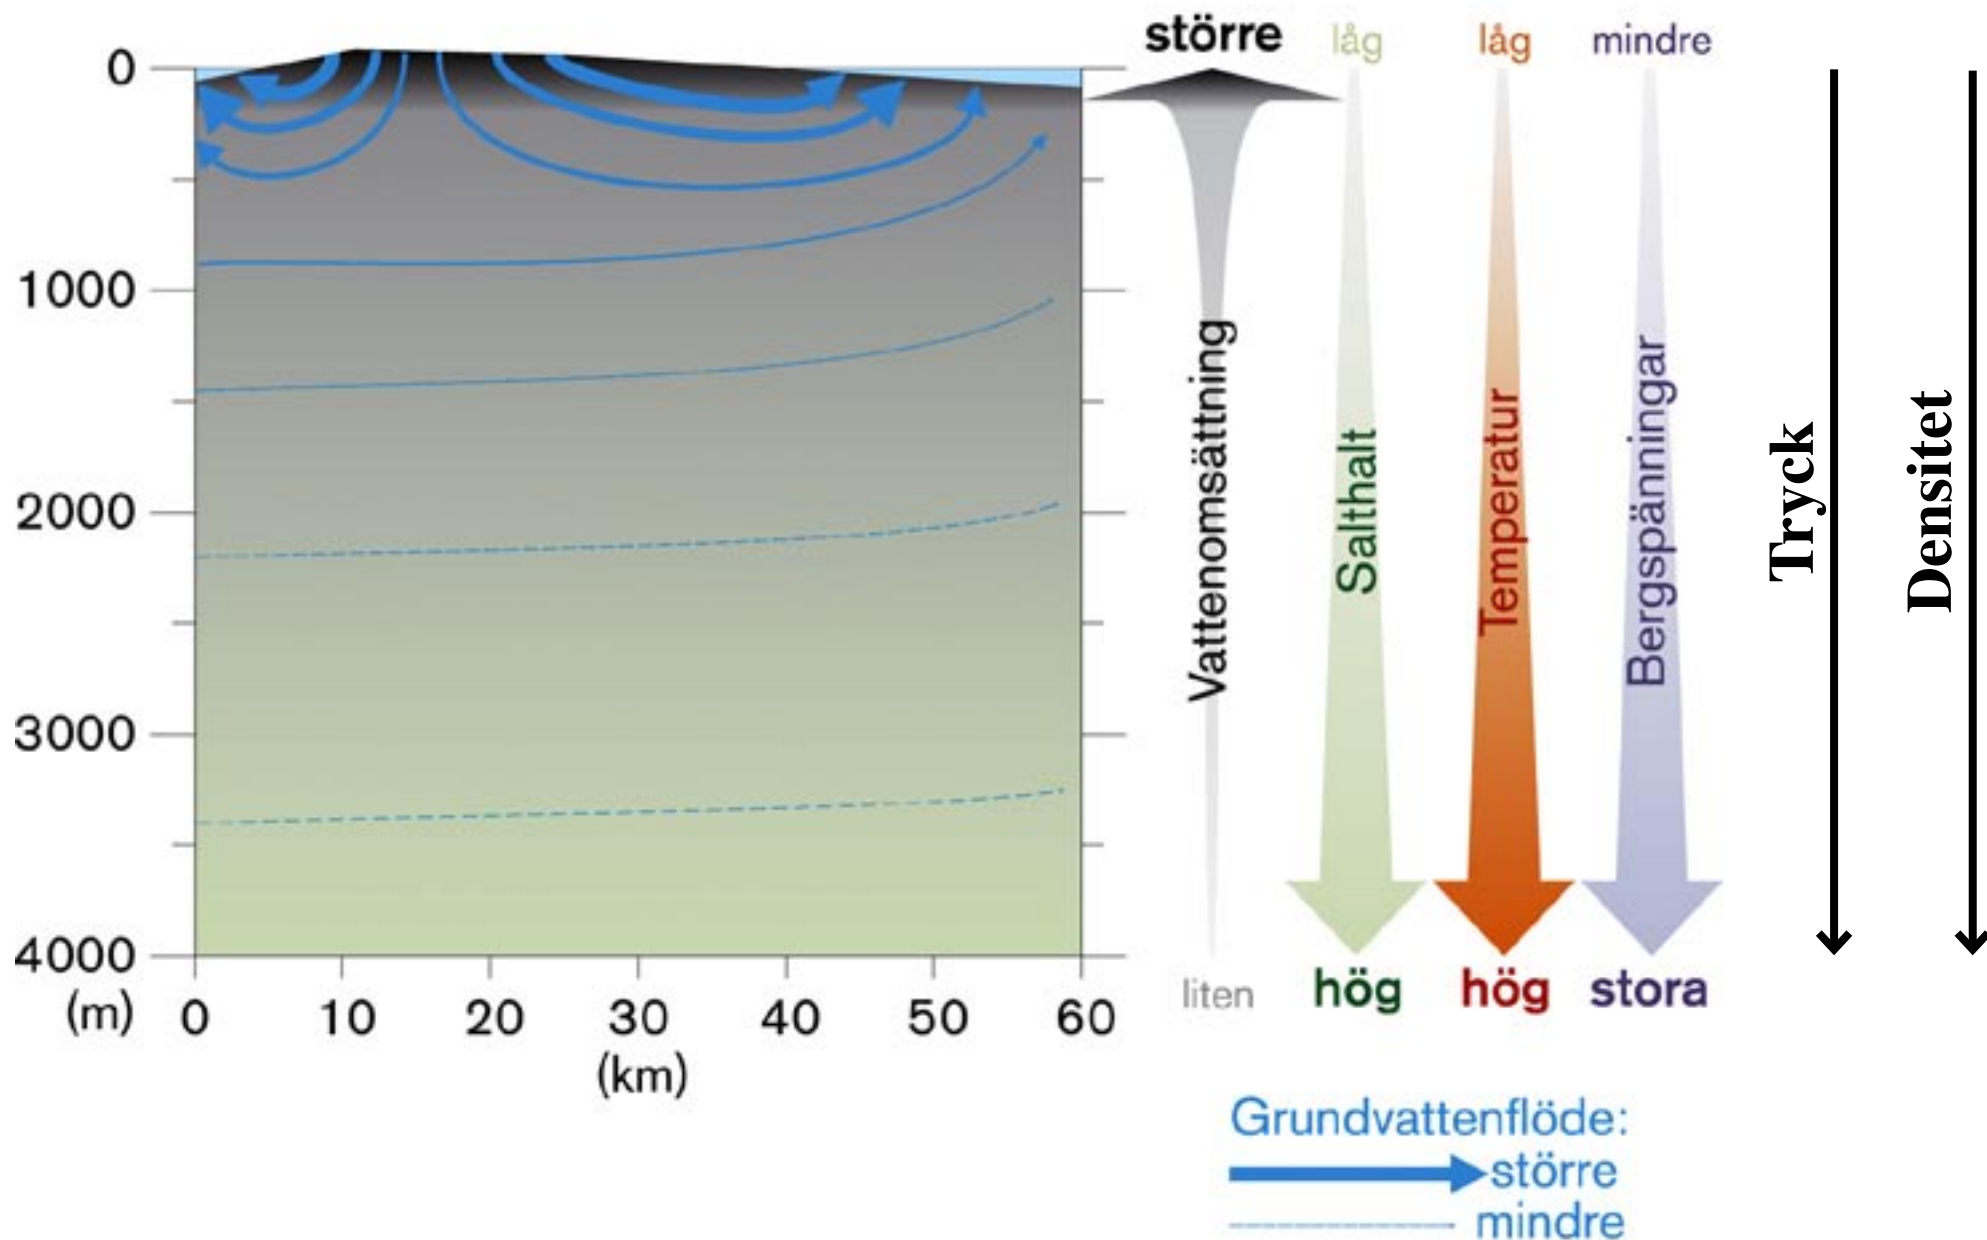 större låg låg mindre
0
1000
2000
3000
4000
(m) 0 10 20 30 40 50 60
(km)
Vattenomsättning
Salthalt
Temperatur
Bergspänningar
Tryck
Densitet
liten hög hög stora
Grundvattenflöde:
större
mindre